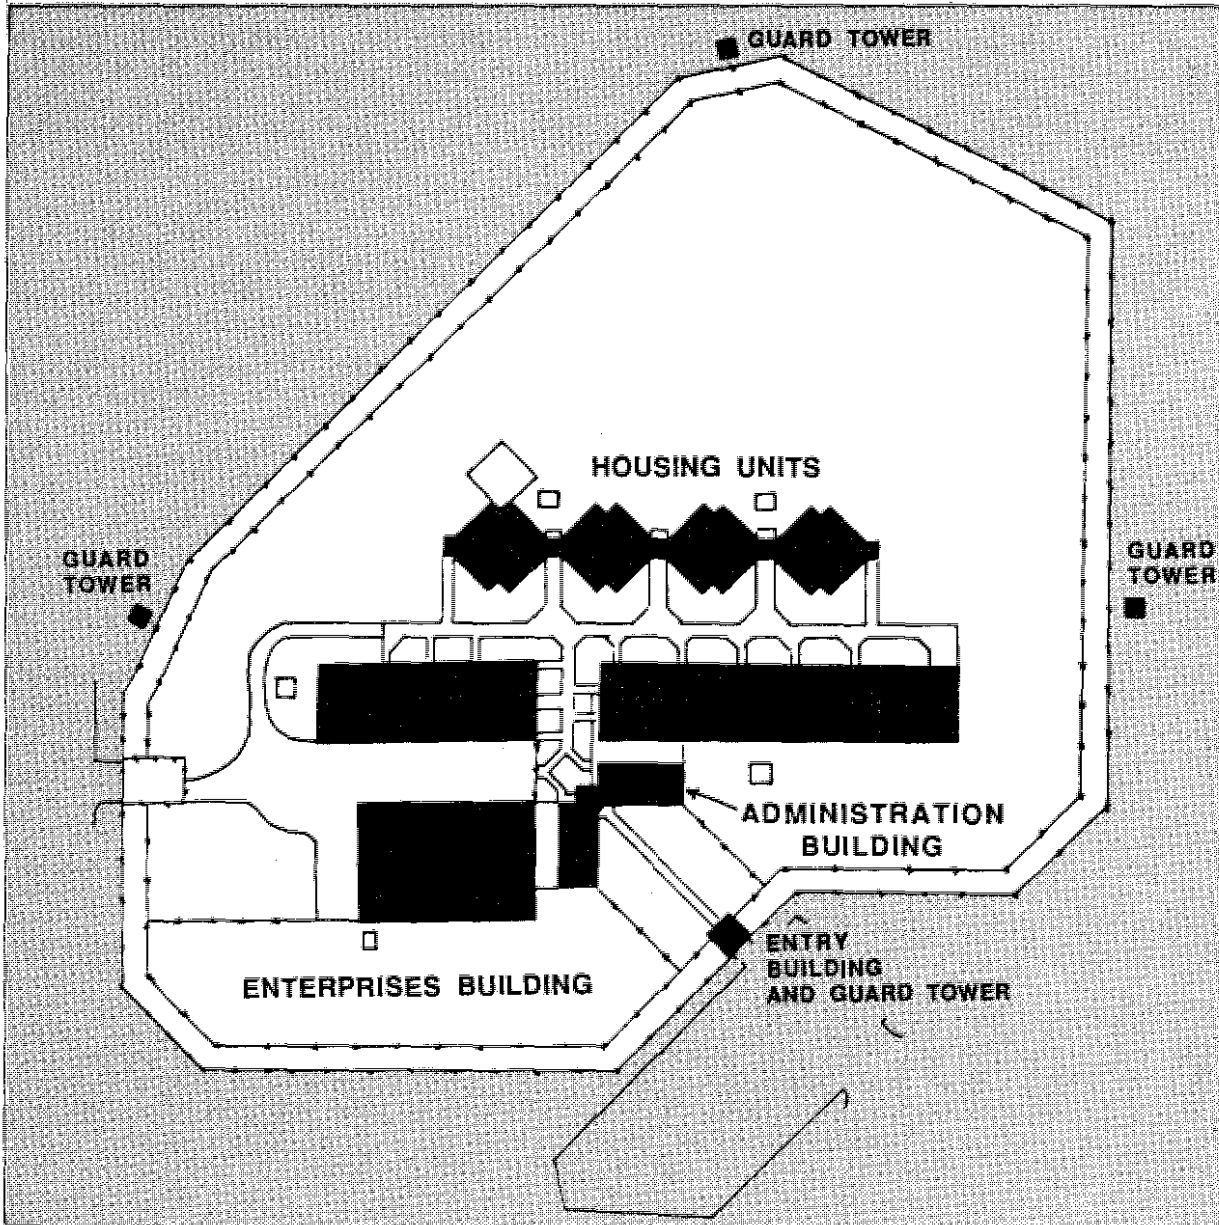 GUARD TOWER
HOUSING UNITS
GUARD
TOWER
GUARD
TOWER
ADMINISTRATION
BUILDING
ENTRY
BUILDING
AND GUARD TOWER
ENTERPRISES BUILDING